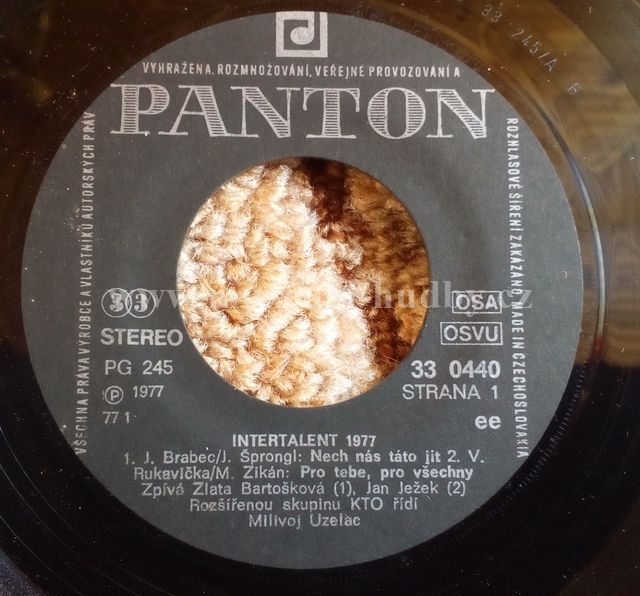 33 245/A
VŠECHNA PRÁVA VÝROBCE A VLASTNÍKŮ AUTORSKÝCH PRÁV VYHRAŽENA. ROZMNOŽOVÁNÍ, VEŘEJNÉ PROVOZOVÁNÍ A ROZHLASOVÉ ŠÍŘENÍ ZAKÁZANO. MADE IN CZECHOSLOVAKIA
PANTON
33
STEREO
PG 245
Ⓟ 1977
77 1
OSA
OSVU
33 0440
STRANA 1
ee
INTERTALENT 1977
1. J. Brabec/J. Šprongl: Nech nás táto jít 2. V.
Rukavička/M. Zikán: Pro tebe, pro všechny
Zpívá Zlata Bartošková (1), Jan Ježek (2)
Rozšířenou skupinu KTO řídí
Milivoj Uzelac